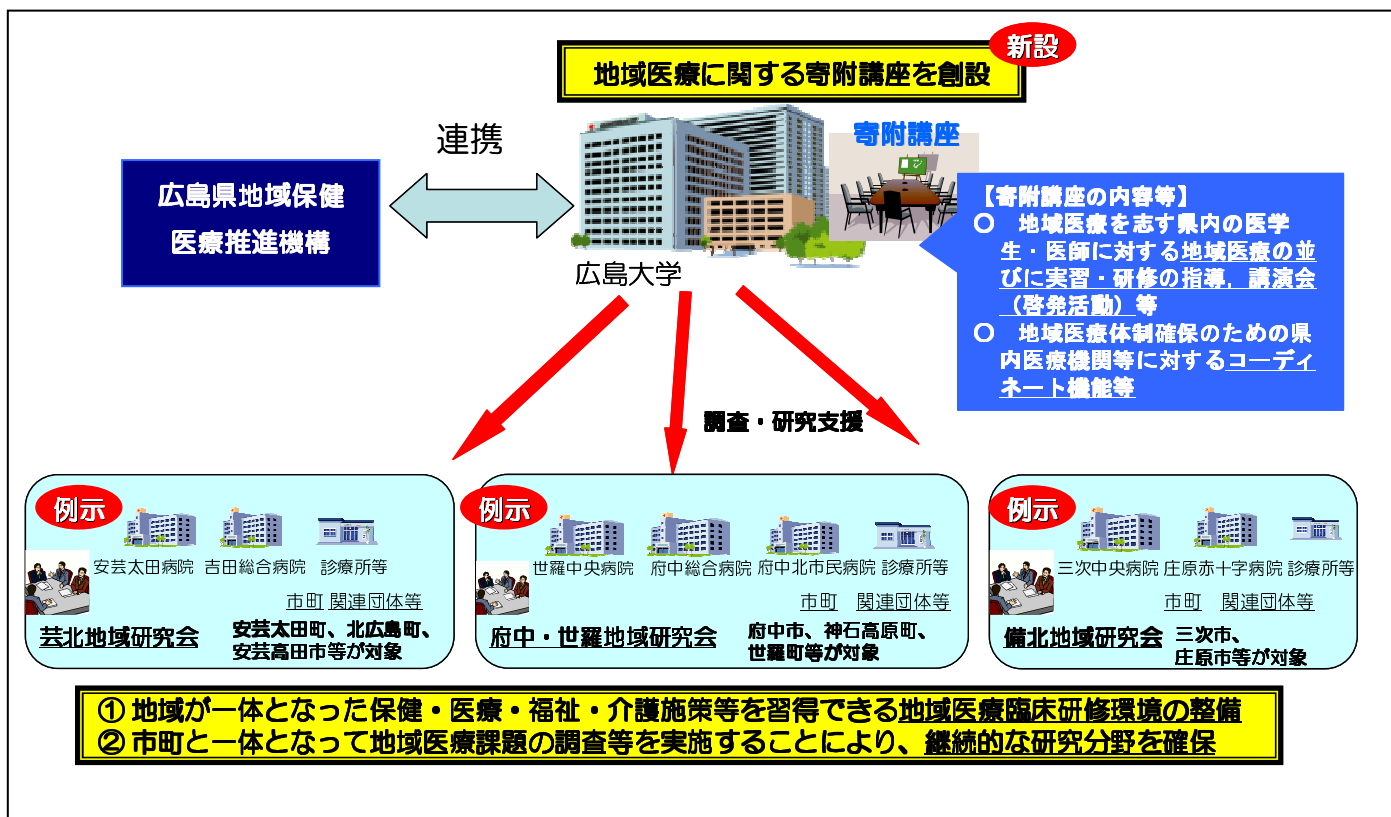 新設
地域医療に関する寄附講座を創設
連携
寄附講座
広島県地域保健
医療推進機構
広島大学
【寄附講座の内容等】
○　地域医療を志す県内の医学
生・医師に対する地域医療の並
びに実習・研修の指導，講演会
（啓発活動）等
○　地域医療体制確保のための県
内医療機関等に対するコーディ
ネート機能等
調査・研究支援
例示
安芸太田病院 吉田総合病院 診療所等
市町 関連団体等
芸北地域研究会
安芸太田町、北広島町、
安芸高田市等が対象
例示
世羅中央病院 府中総合病院 府中北市民病院 診療所等
市町 関連団体等
府中・世羅地域研究会
府中市、神石高原町、
世羅町等が対象
例示
三次中央病院 庄原赤十字病院 診療所等
市町 関連団体等
備北地域研究会
三次市、
庄原市等が対象
① 地域が一体となった保健・医療・福祉・介護施策等を習得できる地域医療臨床研修環境の整備
② 市町と一体となって地域医療課題の調査等を実施することにより、継続的な研究分野を確保